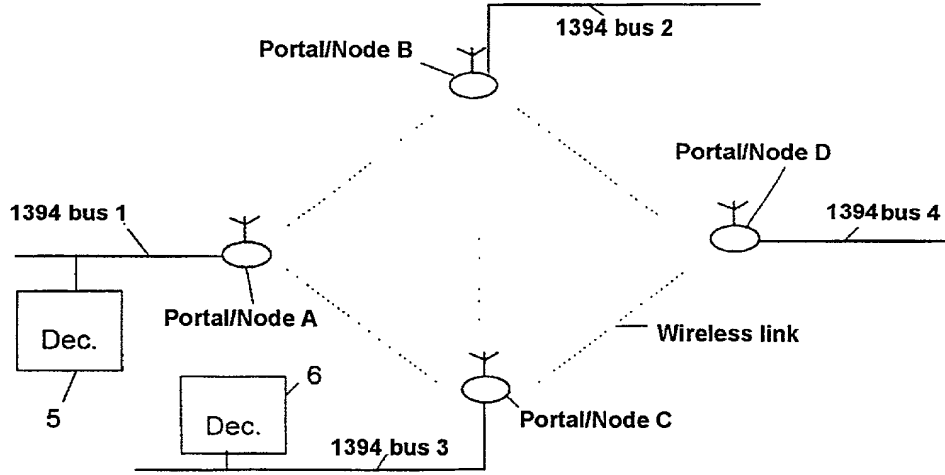 1394 bus 2
Portal/Node B
Portal/Node D
1394 bus 1
1394 bus 4
Portal/Node A
Dec.
5
Wireless link
6
Dec.
Portal/Node C
1394 bus 3